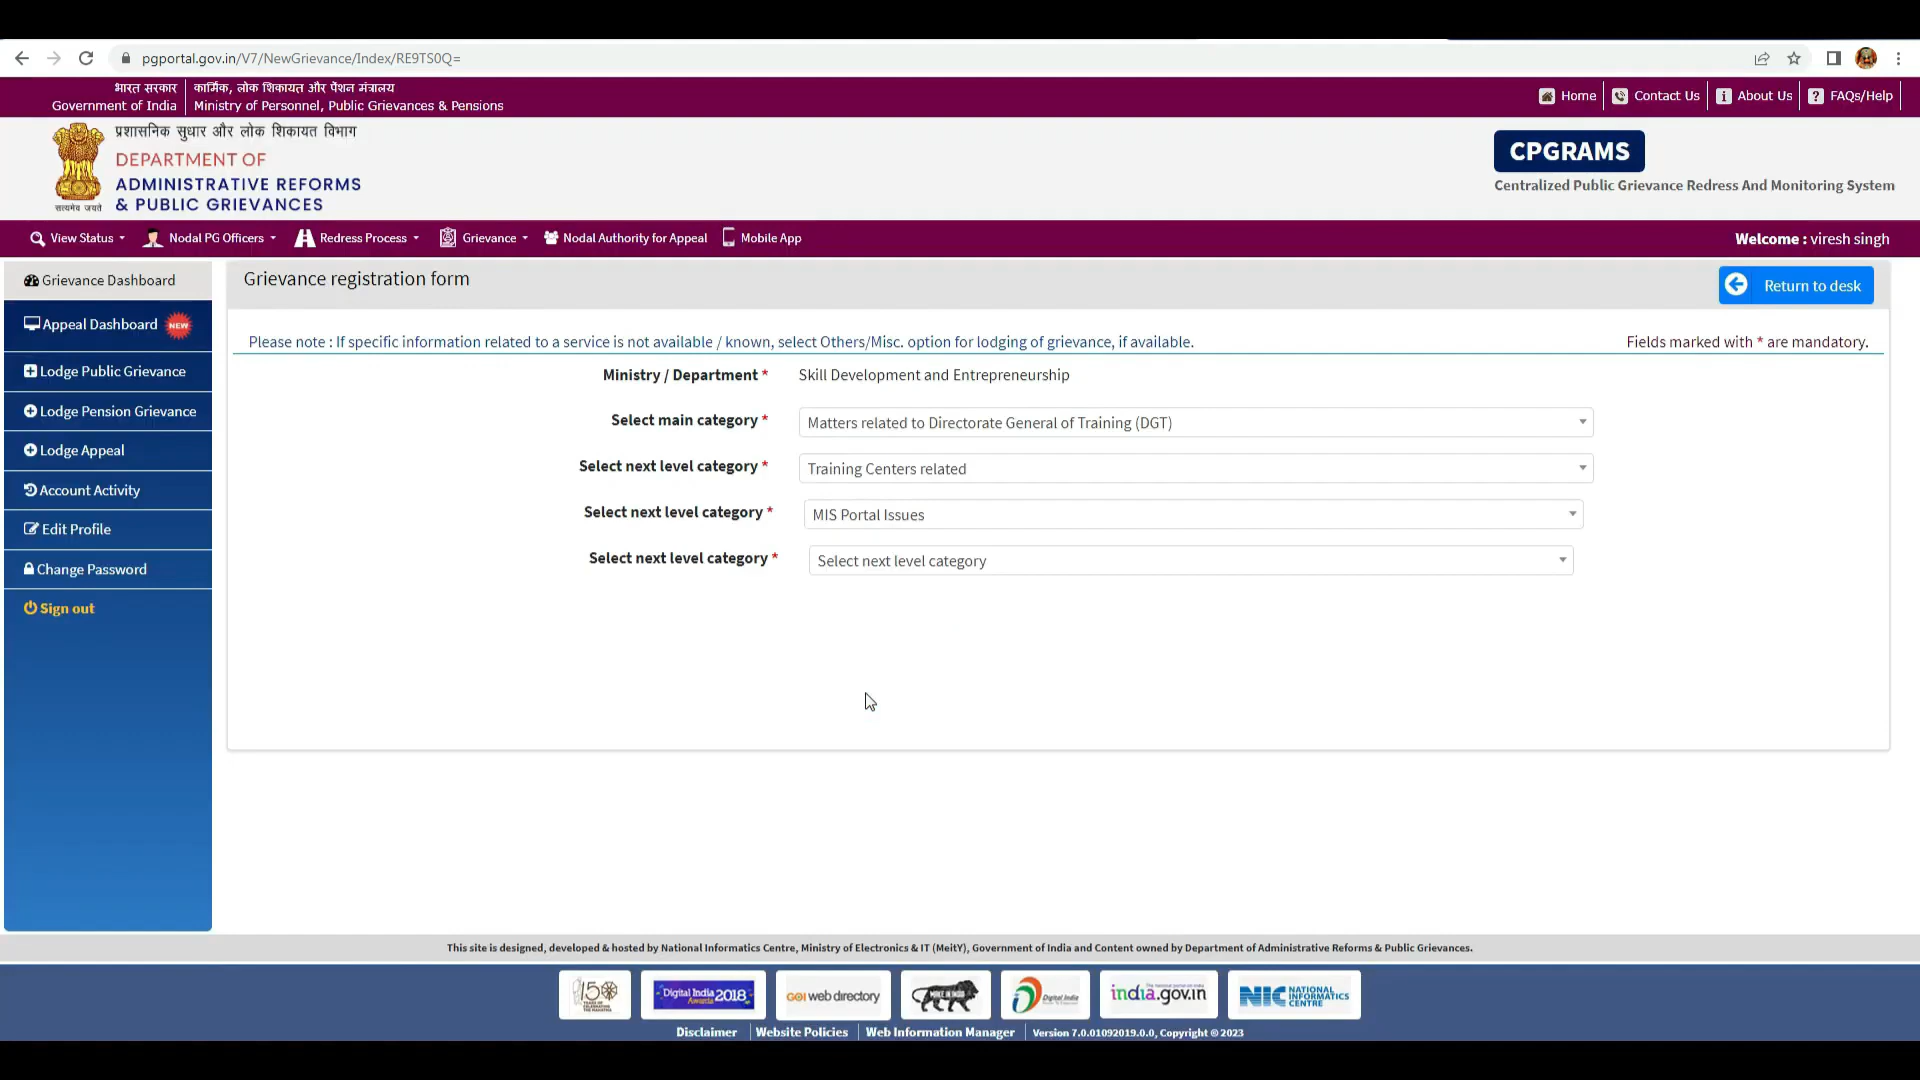 pgportal.gov.in/V7/NewGrievance/Index/RE9TS0Q=
भारत सरकार
Government of India
कार्मिक, लोक शिकायत और पेंशन मंत्रालय
Ministry of Personnel, Public Grievances & Pensions
Home
Contact Us
About Us
FAQs/Help
प्रशासनिक सुधार और लोक शिकायत विभाग
DEPARTMENT OF
ADMINISTRATIVE REFORMS
& PUBLIC GRIEVANCES
सत्यमेव जयते
CPGRAMS
Centralized Public Grievance Redress And Monitoring System
View Status
Nodal PG Officers
Redress Process
Grievance
Nodal Authority for Appeal
Mobile App
Welcome : viresh singh
Grievance Dashboard
Appeal Dashboard NEW
Lodge Public Grievance
Lodge Pension Grievance
Lodge Appeal
Account Activity
Edit Profile
Change Password
Sign out
Grievance registration form
Return to desk
Please note : If specific information related to a service is not available / known, select Others/Misc. option for lodging of grievance, if available.
Fields marked with * are mandatory.
Ministry / Department * Skill Development and Entrepreneurship
Select main category * Matters related to Directorate General of Training (DGT)
Select next level category * Training Centers related
Select next level category * MIS Portal Issues
Select next level category * Select next level category
This site is designed, developed & hosted by National Informatics Centre, Ministry of Electronics & IT (MeitY), Government of India and Content owned by Department of Administrative Reforms & Public Grievances.
150
Digital India 2018
GOI web directory
MAKE IN INDIA
Digital India
india.gov.in
NIC NATIONAL INFORMATICS CENTRE
Disclaimer
Website Policies
Web Information Manager
Version 7.0.01092019.0.0, Copyright © 2023